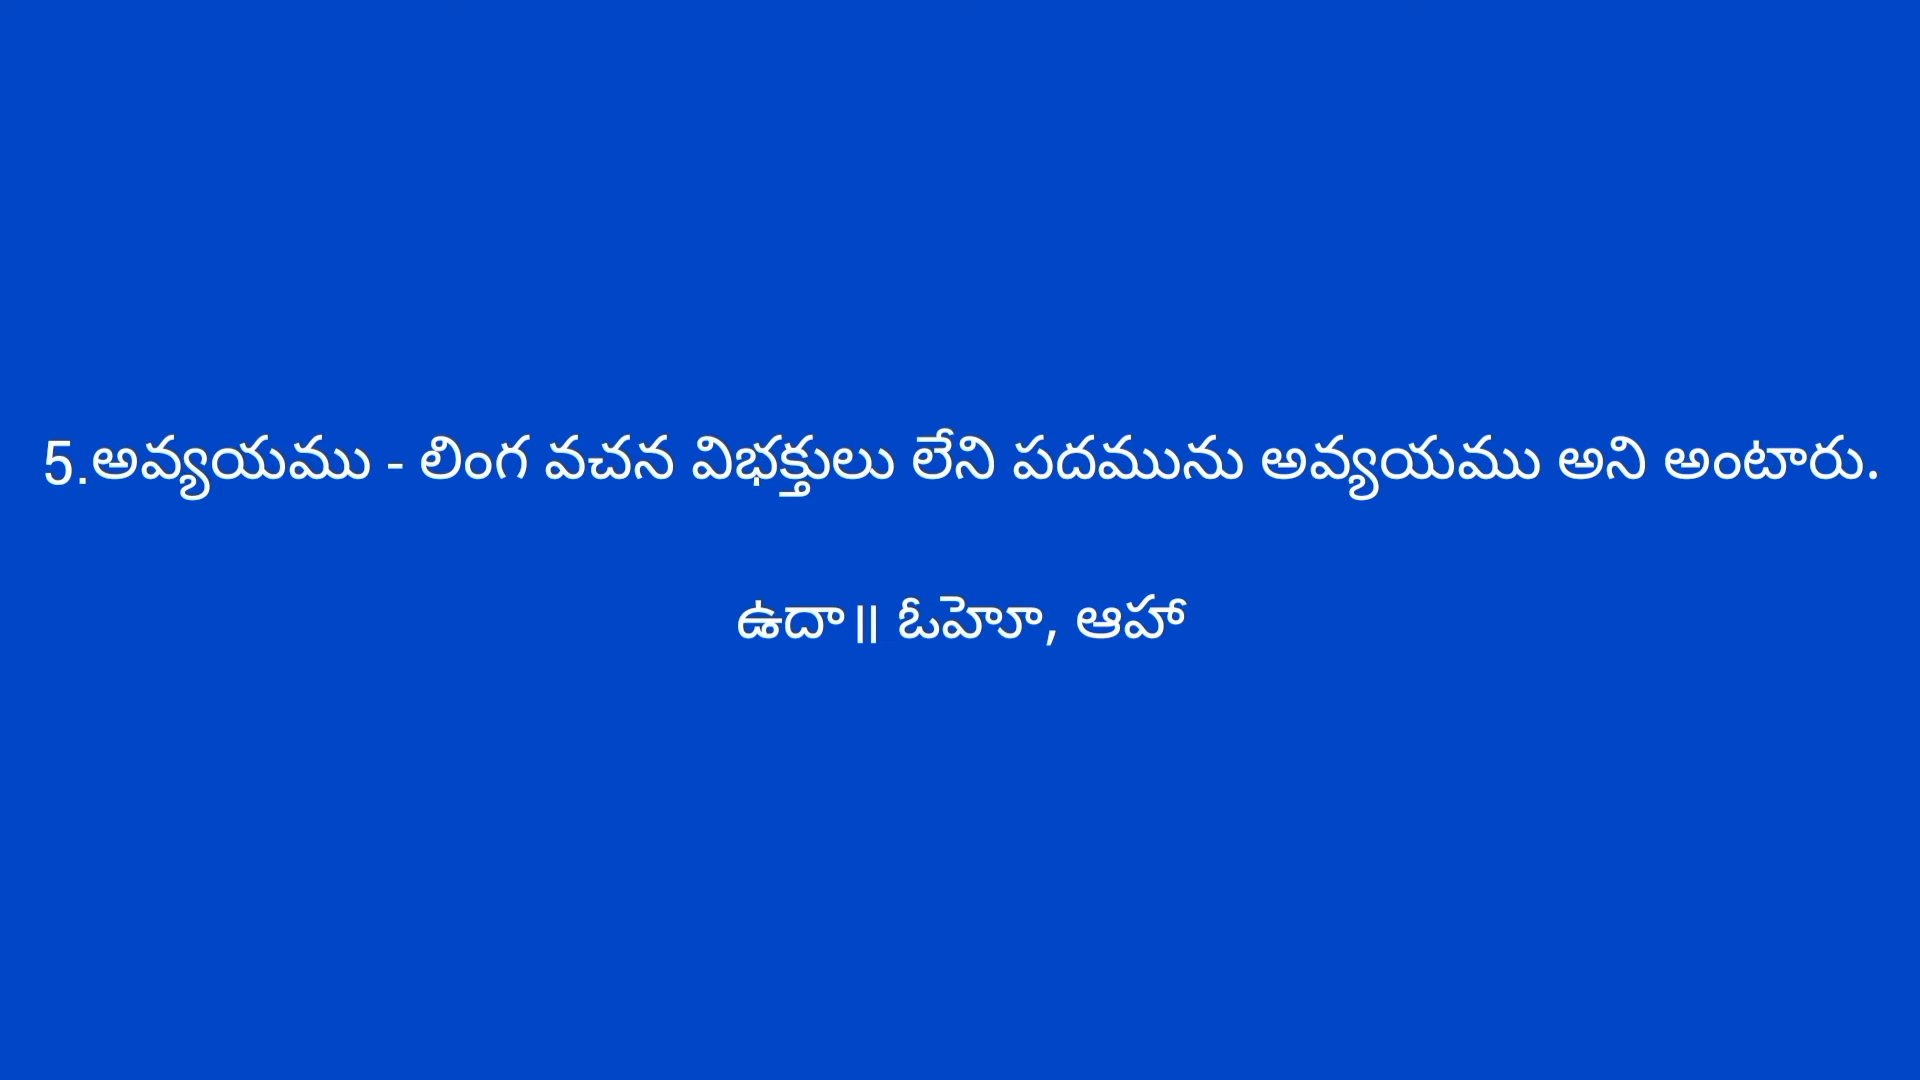 5.అవ్యయము - లింగ వచన విభక్తులు లేని పదమును అవ్యయము అని అంటారు.
ఉదా॥ ఓహెూ, ఆహా